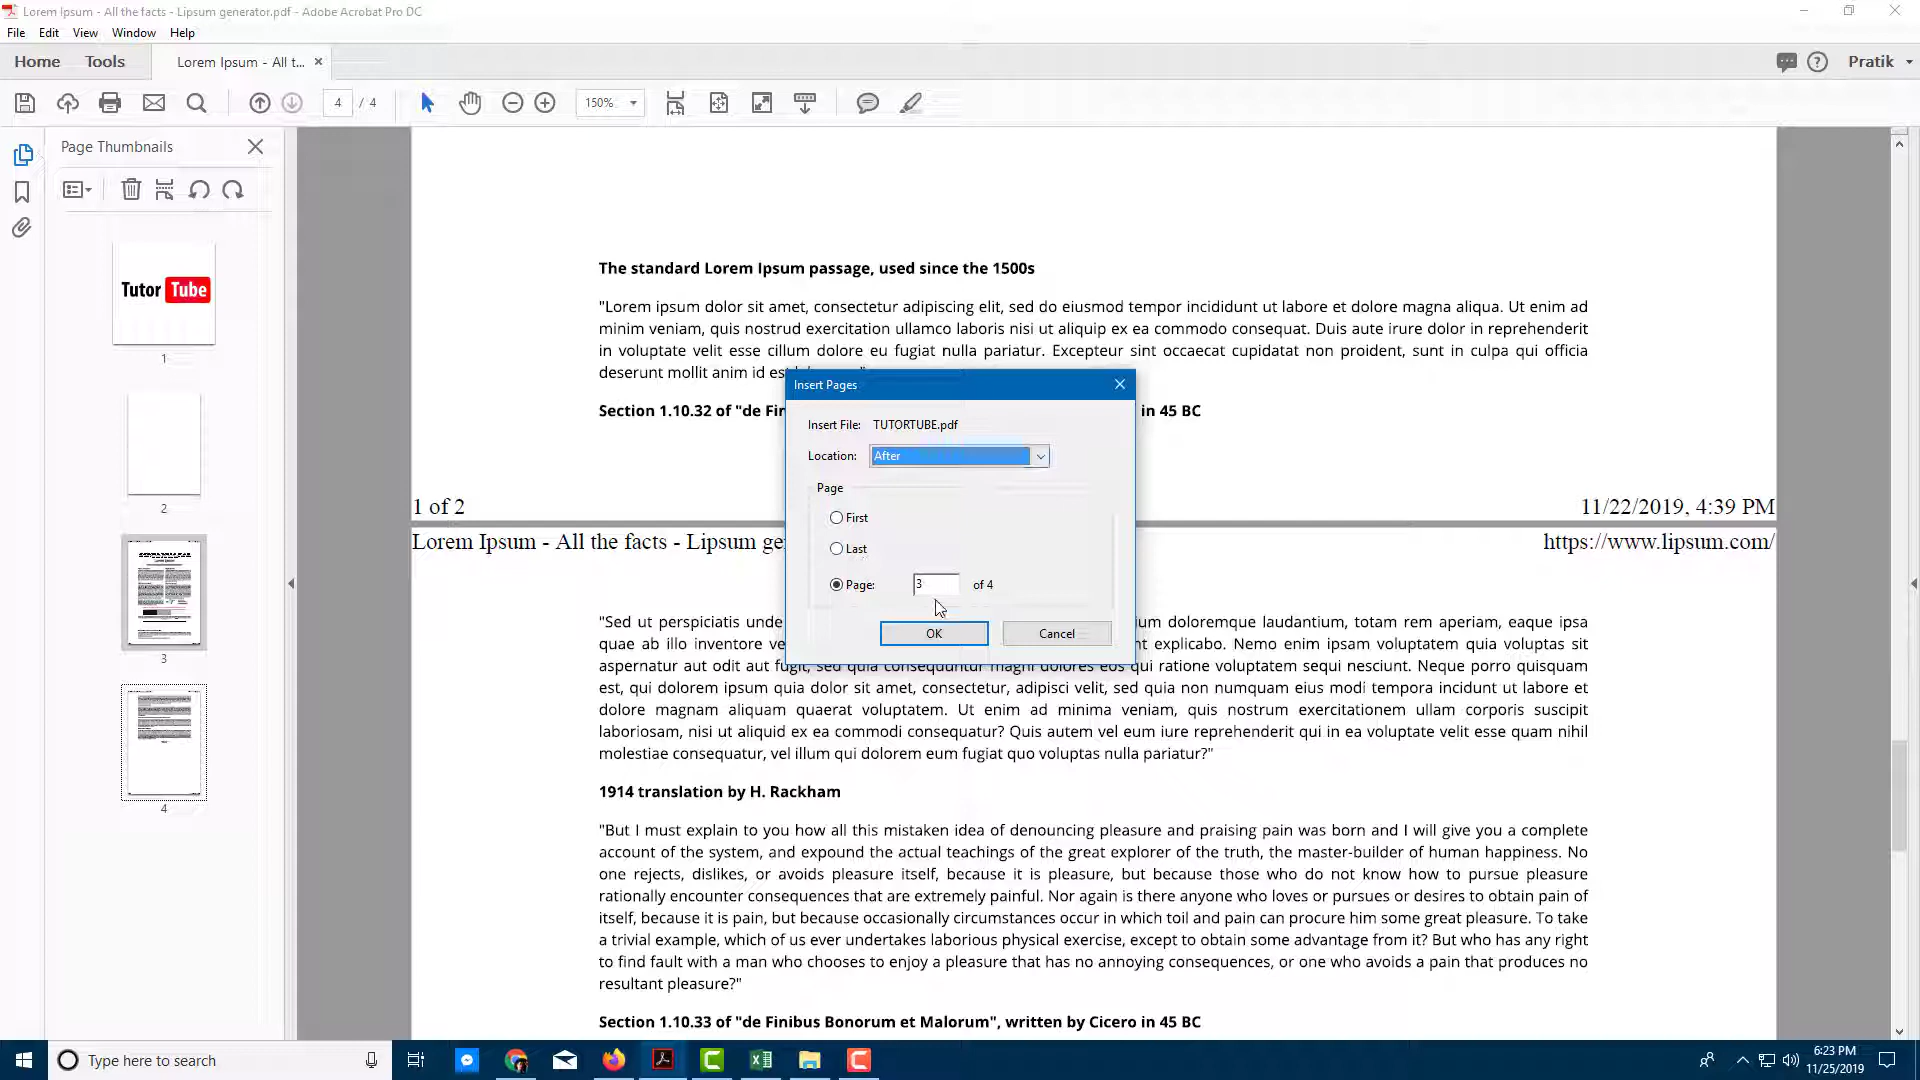 Lorem Ipsum - All the facts - Lipsum generator.pdf - Adobe Acrobat Pro DC
File Edit View Window Help
Home Tools Lorem Ipsum - All t... Pratik
4 / 4 150%
Page Thumbnails
Tutor Tube
1
2
3
4
The standard Lorem Ipsum passage, used since the 1500s
"Lorem ipsum dolor sit amet, consectetur adipiscing elit, sed do eiusmod tempor incididunt ut labore et dolore magna aliqua. Ut enim ad
minim veniam, quis nostrud exercitation ullamco laboris nisi ut aliquip ex ea commodo consequat. Duis aute irure dolor in reprehenderit
in voluptate velit esse cillum dolore eu fugiat nulla pariatur. Excepteur sint occaecat cupidatat non proident, sunt in culpa qui officia
deserunt mollit anim id est
Section 1.10.32 of "de Fin in 45 BC
1 of 2 11/22/2019, 4:39 PM
Lorem Ipsum - All the facts - Lipsum ge https://www.lipsum.com/
Insert Pages
Insert File: TUTORTUBE.pdf
Location: After
Page
First
Last
Page: 3 of 4
OK Cancel
"Sed ut perspiciatis unde ium doloremque laudantium, totam rem aperiam, eaque ipsa
quae ab illo inventore ve t explicabo. Nemo enim ipsam voluptatem quia voluptas sit
aspernatur aut odit aut fugit, sed quia consequuntur magni dolores eos qui ratione voluptatem sequi nesciunt. Neque porro quisquam
est, qui dolorem ipsum quia dolor sit amet, consectetur, adipisci velit, sed quia non numquam eius modi tempora incidunt ut labore et
dolore magnam aliquam quaerat voluptatem. Ut enim ad minima veniam, quis nostrum exercitationem ullam corporis suscipit
laboriosam, nisi ut aliquid ex ea commodi consequatur? Quis autem vel eum iure reprehenderit qui in ea voluptate velit esse quam nihil
molestiae consequatur, vel illum qui dolorem eum fugiat quo voluptas nulla pariatur?"
1914 translation by H. Rackham
"But I must explain to you how all this mistaken idea of denouncing pleasure and praising pain was born and I will give you a complete
account of the system, and expound the actual teachings of the great explorer of the truth, the master-builder of human happiness. No
one rejects, dislikes, or avoids pleasure itself, because it is pleasure, but because those who do not know how to pursue pleasure
rationally encounter consequences that are extremely painful. Nor again is there anyone who loves or pursues or desires to obtain pain of
itself, because it is pain, but because occasionally circumstances occur in which toil and pain can procure him some great pleasure. To take
a trivial example, which of us ever undertakes laborious physical exercise, except to obtain some advantage from it? But who has any right
to find fault with a man who chooses to enjoy a pleasure that has no annoying consequences, or one who avoids a pain that produces no
resultant pleasure?"
Section 1.10.33 of "de Finibus Bonorum et Malorum", written by Cicero in 45 BC
Type here to search
6:23 PM
11/25/2019